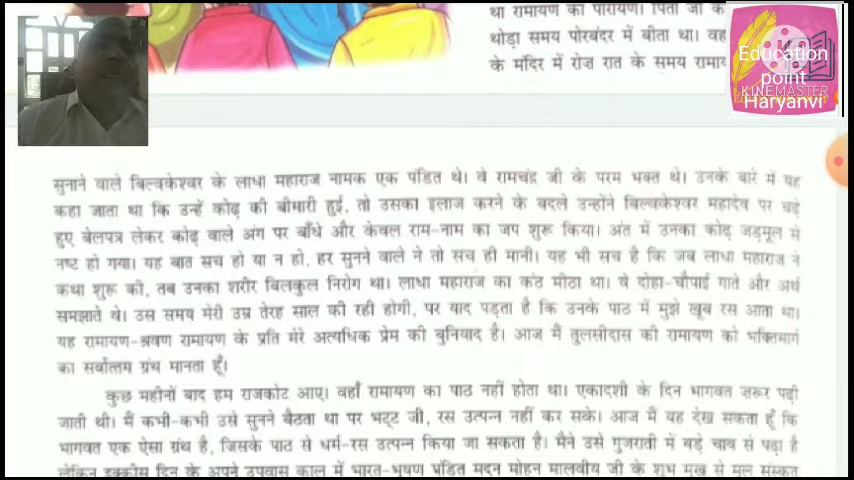 था रामायण का पारायण। पिता जी के
थोड़ा समय पोरबंदर में बीता था। वह
के मंदिर में रोज़ रात के समय रामाय
Education
point
KINEMASTER
Haryanvi
सुनाने वाले बिल्वकेश्वर के लाधा महाराज नामक एक पंडित थे। वे रामचंद्र जी के परम भक्त थे। उनके बारे में यह
कहा जाता था कि उन्हें कोढ़ की बीमारी हुई, तो उसका इलाज करने के बदले उन्होंने बिल्वकेश्वर महादेव पर चढ़े
हुए बेलपत्र लेकर कोढ़ वाले अंग पर बाँधे और केवल राम-नाम का जप शुरू किया। अंत में उनका कोढ़ जड़मूल से
नष्ट हो गया। यह बात सच हो या न हो, हर सुनने वाले ने तो सच ही मानी। यह भी सच है कि जब लाधा महाराज ने
कथा शुरू की, तब उनका शरीर बिलकुल निरोग था। लाधा महाराज का कंठ मीठा था। वे दोहा-चौपाई गाते और अर्थ
समझाते थे। उस समय मेरी उम्र तेरह साल की रही होगी, पर याद पड़ता है कि उनके पाठ में मुझे खूब रस आता था।
यह रामायण-श्रवण रामायण के प्रति मेरे अत्यधिक प्रेम की बुनियाद है। आज मैं तुलसीदास की रामायण को भक्तिमार्ग
का सर्वोत्तम ग्रंथ मानता हूँ।
कुछ महीनों बाद हम राजकोट आए। वहाँ रामायण का पाठ नहीं होता था। एकादशी के दिन भागवत ज़रूर पढ़ी
जाती थी। मैं कभी-कभी उसे सुनने बैठता था पर भट्ट जी, रस उत्पन्न नहीं कर सके। आज मैं यह देख सकता हूँ कि
भागवत एक ऐसा ग्रंथ है, जिसके पाठ से धर्म-रस उत्पन्न किया जा सकता है। मैंने उसे गुजराती में बड़े चाव से पढ़ा है
लेकिन इक्कीस दिन के अपने उपवास काल में भारत-भूषण पंडित मदन मोहन मालवीय जी के शुभ मुख से मूल संस्कृत